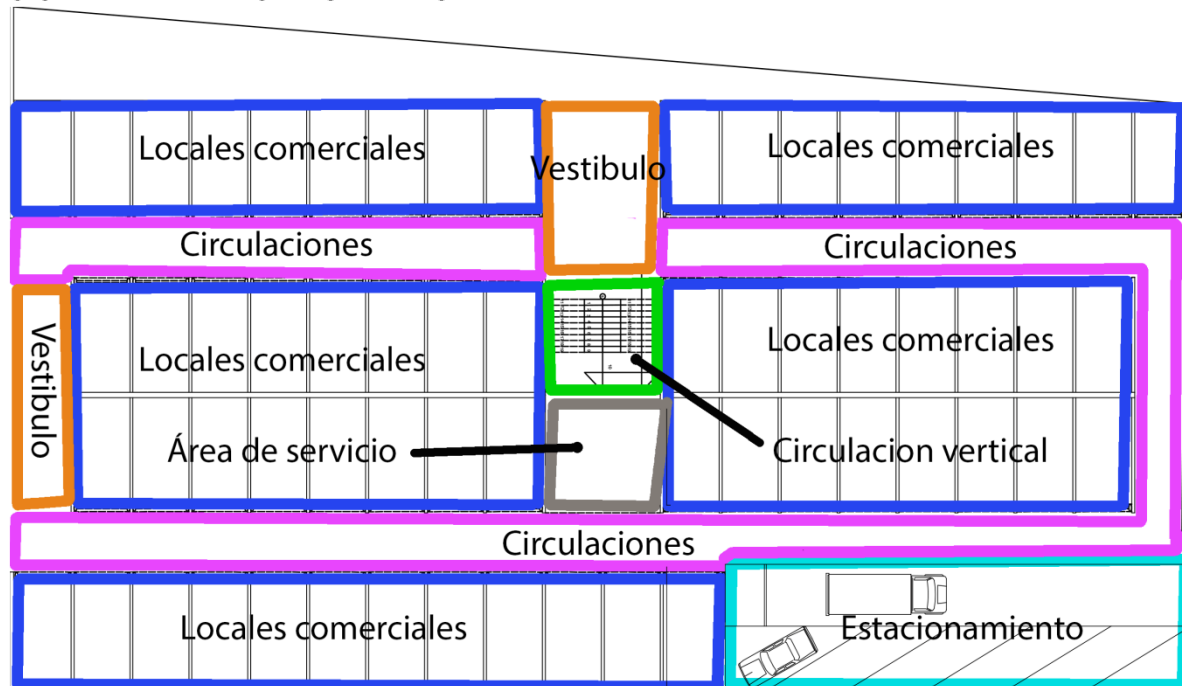 Locales comerciales
Vestibulo
Locales comerciales
Circulaciones
Circulaciones
Vestibulo
Locales comerciales
Locales comerciales
Área de servicio
Circulacion vertical
Circulaciones
Locales comerciales
Estacionamiento